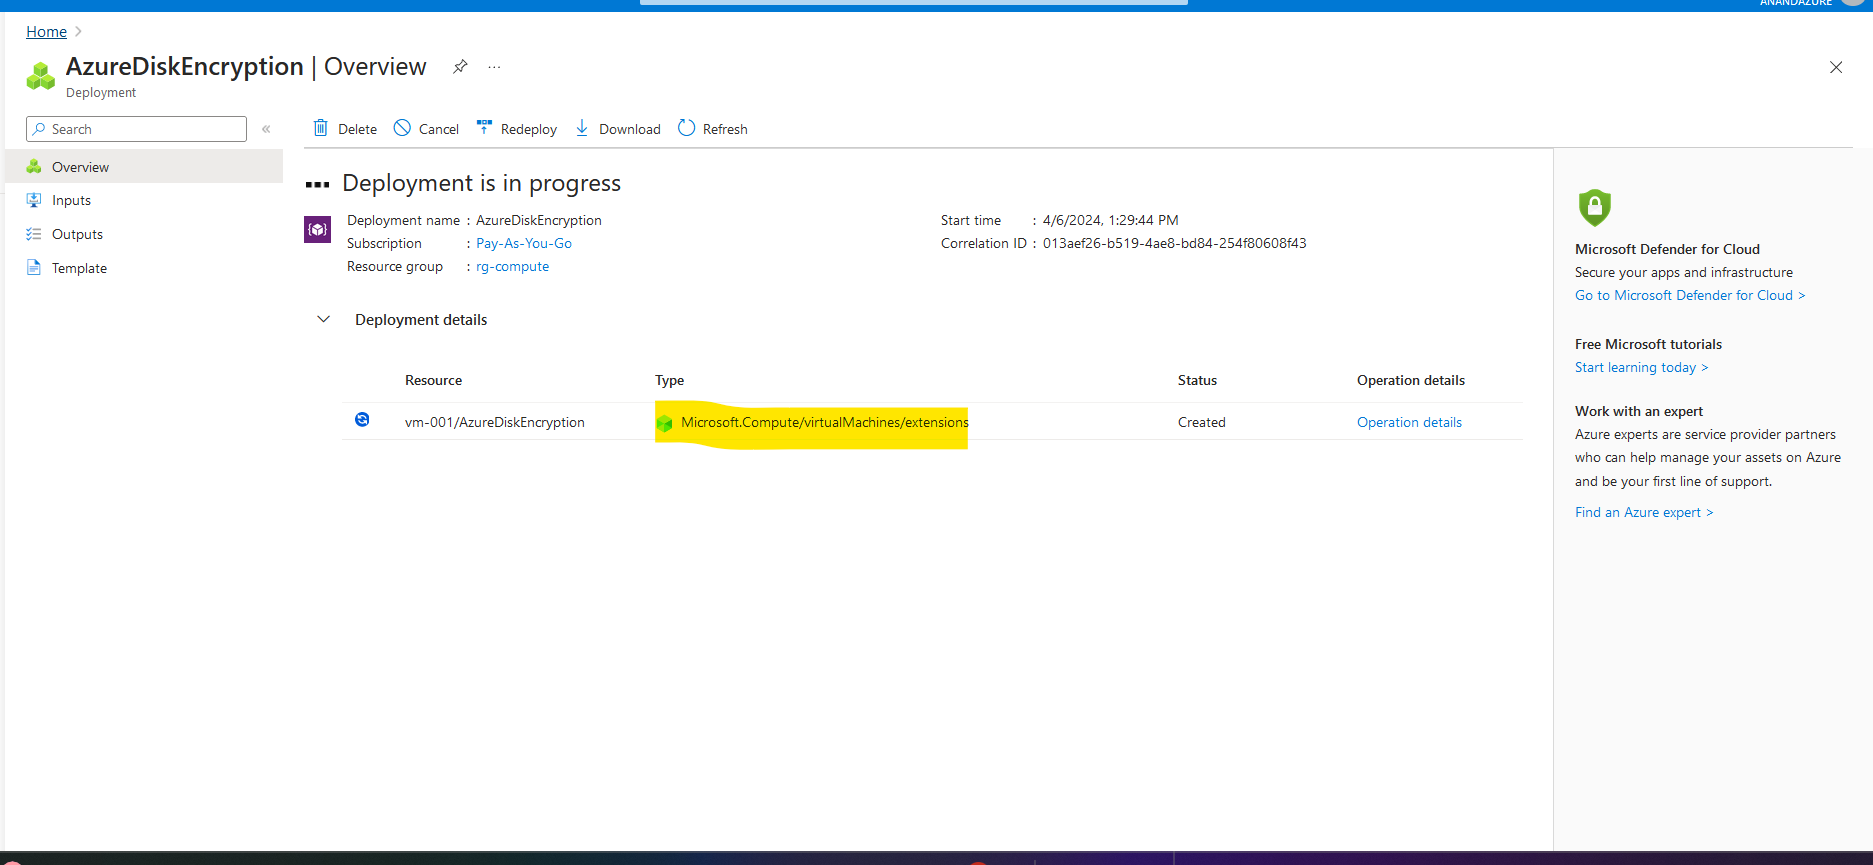 ANANDAZURE
Home >
AzureDiskEncryption | Overview ...
Deployment
Search «
Delete Cancel Redeploy Download Refresh
Overview
Inputs
Outputs
Template
Deployment is in progress
Deployment name : AzureDiskEncryption
Subscription : Pay-As-You-Go
Resource group : rg-compute
Start time : 4/6/2024, 1:29:44 PM
Correlation ID : 013aef26-b519-4ae8-bd84-254f80608f43
Deployment details
Resource Type Status Operation details
vm-001/AzureDiskEncryption Microsoft.Compute/virtualMachines/extensions Created Operation details
Microsoft Defender for Cloud
Secure your apps and infrastructure
Go to Microsoft Defender for Cloud >
Free Microsoft tutorials
Start learning today >
Work with an expert
Azure experts are service provider partners
who can help manage your assets on Azure
and be your first line of support.
Find an Azure expert >